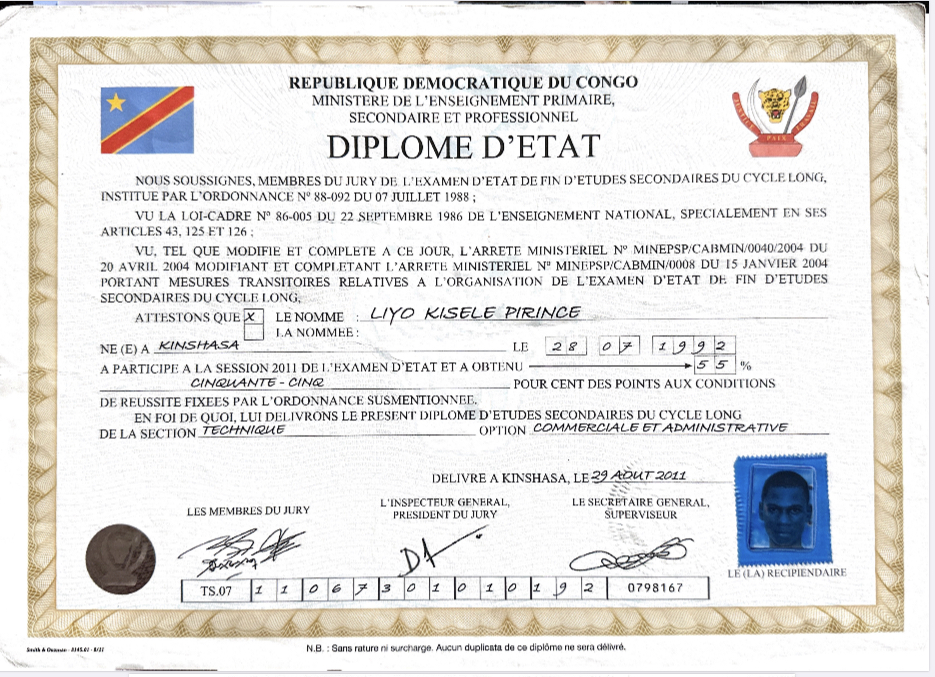 REPUBLIQUE DEMOCRATIQUE DU CONGO
MINISTERE DE L'ENSEIGNEMENT PRIMAIRE,
SECONDAIRE ET PROFESSIONNEL
DIPLOME D'ETAT
JUSTICE PAIX TRAVAIL
NOUS SOUSSIGNES, MEMBRES DU JURY DE L'EXAMEN D'ETAT DE FIN D'ETUDES SECONDAIRES DU CYCLE LONG,
INSTITUE PAR L'ORDONNANCE Nº 88-092 DU 07 JUILLET 1988 ;
VU LA LOI-CADRE Nº 86-005 DU 22 SEPTEMBRE 1986 DE L'ENSEIGNEMENT NATIONAL, SPECIALEMENT EN SES
ARTICLES 43, 125 ET 126 ;
VU, TEL QUE MODIFIE ET COMPLETE A CE JOUR, L'ARRETE MINISTERIEL Nº MINEPSP/CABMIN/0040/2004 DU
20 AVRIL 2004 MODIFIANT ET COMPLETANT L'ARRETE MINISTERIEL Nº MINEPSP/CABMIN/0008 DU 15 JANVIER 2004
PORTANT MESURES TRANSITOIRES RELATIVES A L'ORGANISATION DE L'EXAMEN D'ETAT DE FIN D'ETUDES
SECONDAIRES DU CYCLE LONG,
ATTESTONS QUE X LE NOMME : LIYO KISELE PIRINCE
LA NOMMEE :
NE (E) A KINSHASA LE 28 07 1992
A PARTICIPE A LA SESSION 2011 DE L'EXAMEN D'ETAT ET A OBTENU 55 %
CINQUANTE - CINQ POUR CENT DES POINTS AUX CONDITIONS
DE REUSSITE FIXEES PAR L'ORDONNANCE SUSMENTIONNEE.
EN FOI DE QUOI, LUI DELIVRONS LE PRESENT DIPLOME D'ETUDES SECONDAIRES DU CYCLE LONG
DE LA SECTION TECHNIQUE OPTION COMMERCIALE ET ADMINISTRATIVE
DELIVRE A KINSHASA, LE 29 AOUT 2011
LES MEMBRES DU JURY
L'INSPECTEUR GENERAL,
PRESIDENT DU JURY
LE SECRETAIRE GENERAL,
SUPERVISEUR
LE (LA) RECIPIENDAIRE
TS.07 1 1 0 6 7 3 0 1 0 1 0 1 9 2 0798167
N.B. : Sans rature ni surcharge. Aucun duplicata de ce diplôme ne sera délivré.